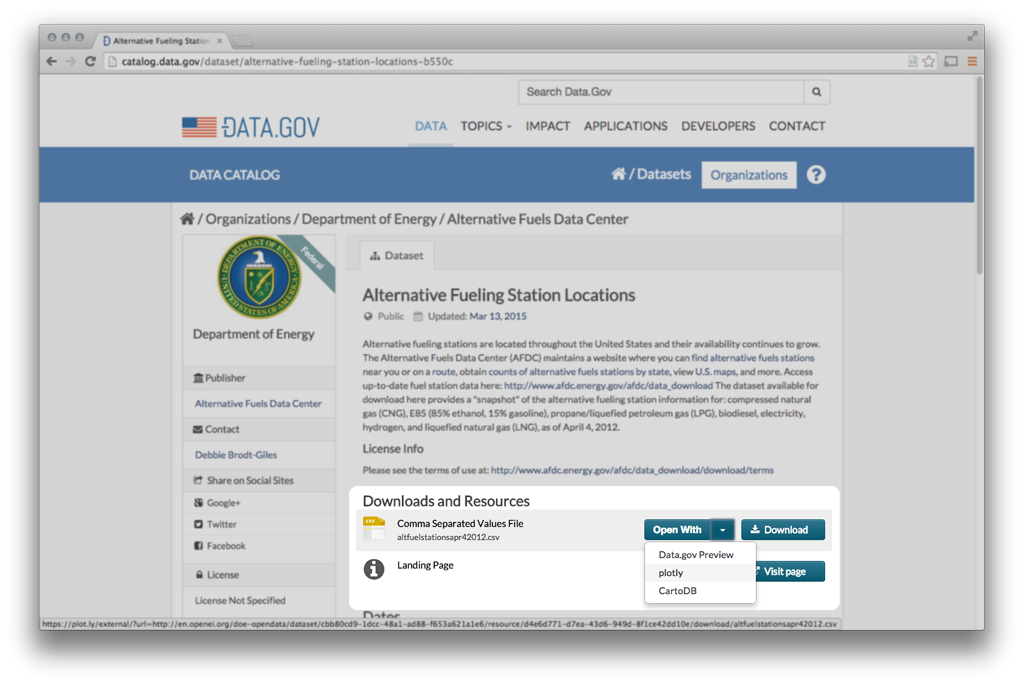 Alternative Fueling Station
catalog.data.gov/dataset/alternative-fueling-station-locations-b550c
Search Data.Gov
DATA.GOV
DATA TOPICS IMPACT APPLICATIONS DEVELOPERS CONTACT
DATA CATALOG
/ Datasets Organizations ?
/ Organizations / Department of Energy / Alternative Fuels Data Center
Federal
DEPARTMENT OF ENERGY
UNITED STATES OF AMERICA
Department of Energy
Publisher
Alternative Fuels Data Center
Contact
Debbie Brodt-Giles
Share on Social Sites
Google+
Twitter
Facebook
License
License Not Specified
Dataset
Alternative Fueling Station Locations
Public Updated: Mar 13, 2015
Alternative fueling stations are located throughout the United States and their availability continues to grow.
The Alternative Fuels Data Center (AFDC) maintains a website where you can find alternative fuels stations
near you or on a route, obtain counts of alternative fuels stations by state, view U.S. maps, and more. Access
up-to-date fuel station data here: http://www.afdc.energy.gov/afdc/data_download The dataset available for
download here provides a "snapshot" of the alternative fueling station information for: compressed natural
gas (CNG), E85 (85% ethanol, 15% gasoline), propane/liquefied petroleum gas (LPG), biodiesel, electricity,
hydrogen, and liquefied natural gas (LNG), as of April 4, 2012.
License Info
Please see the terms of use at: http://www.afdc.energy.gov/afdc/data_download/download/terms
Downloads and Resources
CSV
Comma Separated Values File
altfuelstationsapr42012.csv
Open With Download
Data.gov Preview
plotly
CartoDB
Landing Page
Visit page
Dates
https://plot.ly/external/?url=http://en.openei.org/doe-opendata/dataset/cbb80cd9-1dcc-48a1-ad88-f653a621a1e6/resource/d4e6d771-d7ea-43d6-949d-8f1ce42dd10e/download/altfuelstationsapr42012.csv